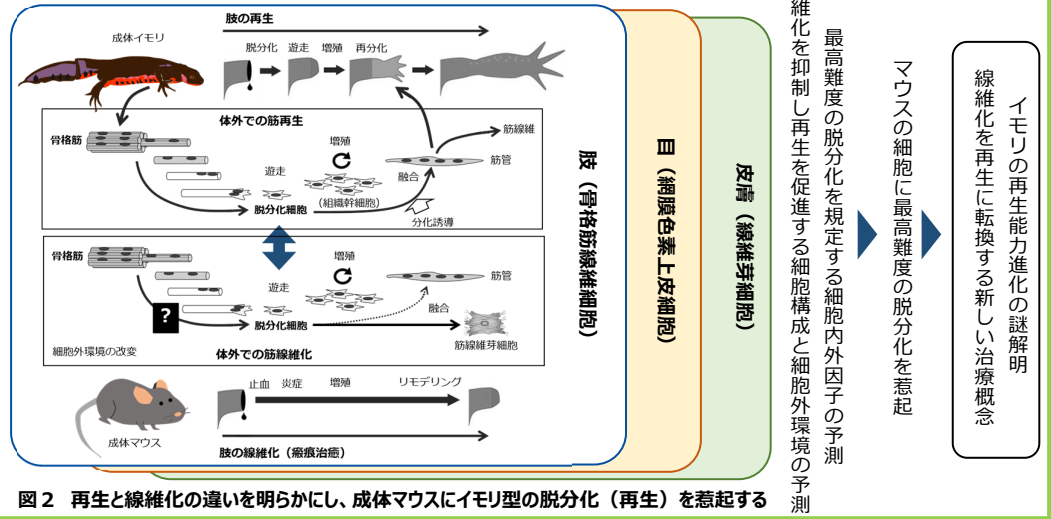 肢の再生
成体イモリ
脱分化 遊走 増殖 再分化
体外での筋再生
骨格筋
遊走
増殖
脱分化細胞
(組織幹細胞)
融合
分化誘導
筋管
筋線維
骨格筋
?
遊走
増殖
脱分化細胞
融合
筋管
筋線維芽細胞
細胞外環境の改変
体外での筋線維化
成体マウス
止血 炎症 増殖 リモデリング
肢の線維化(瘢痕治癒)
肢(骨格筋線維細胞)
目(網膜色素上皮細胞)
皮膚(線維芽細胞)
最高難度の脱分化を規定する細胞内外因子の予測
維化を抑制し再生を促進する細胞構成と細胞外環境の予測
マウスの細胞に最高難度の脱分化を惹起
イモリの再生能力進化の謎解明
線維化を再生に転換する新しい治療概念
図2 再生と線維化の違いを明らかにし、成体マウスにイモリ型の脱分化(再生)を惹起する